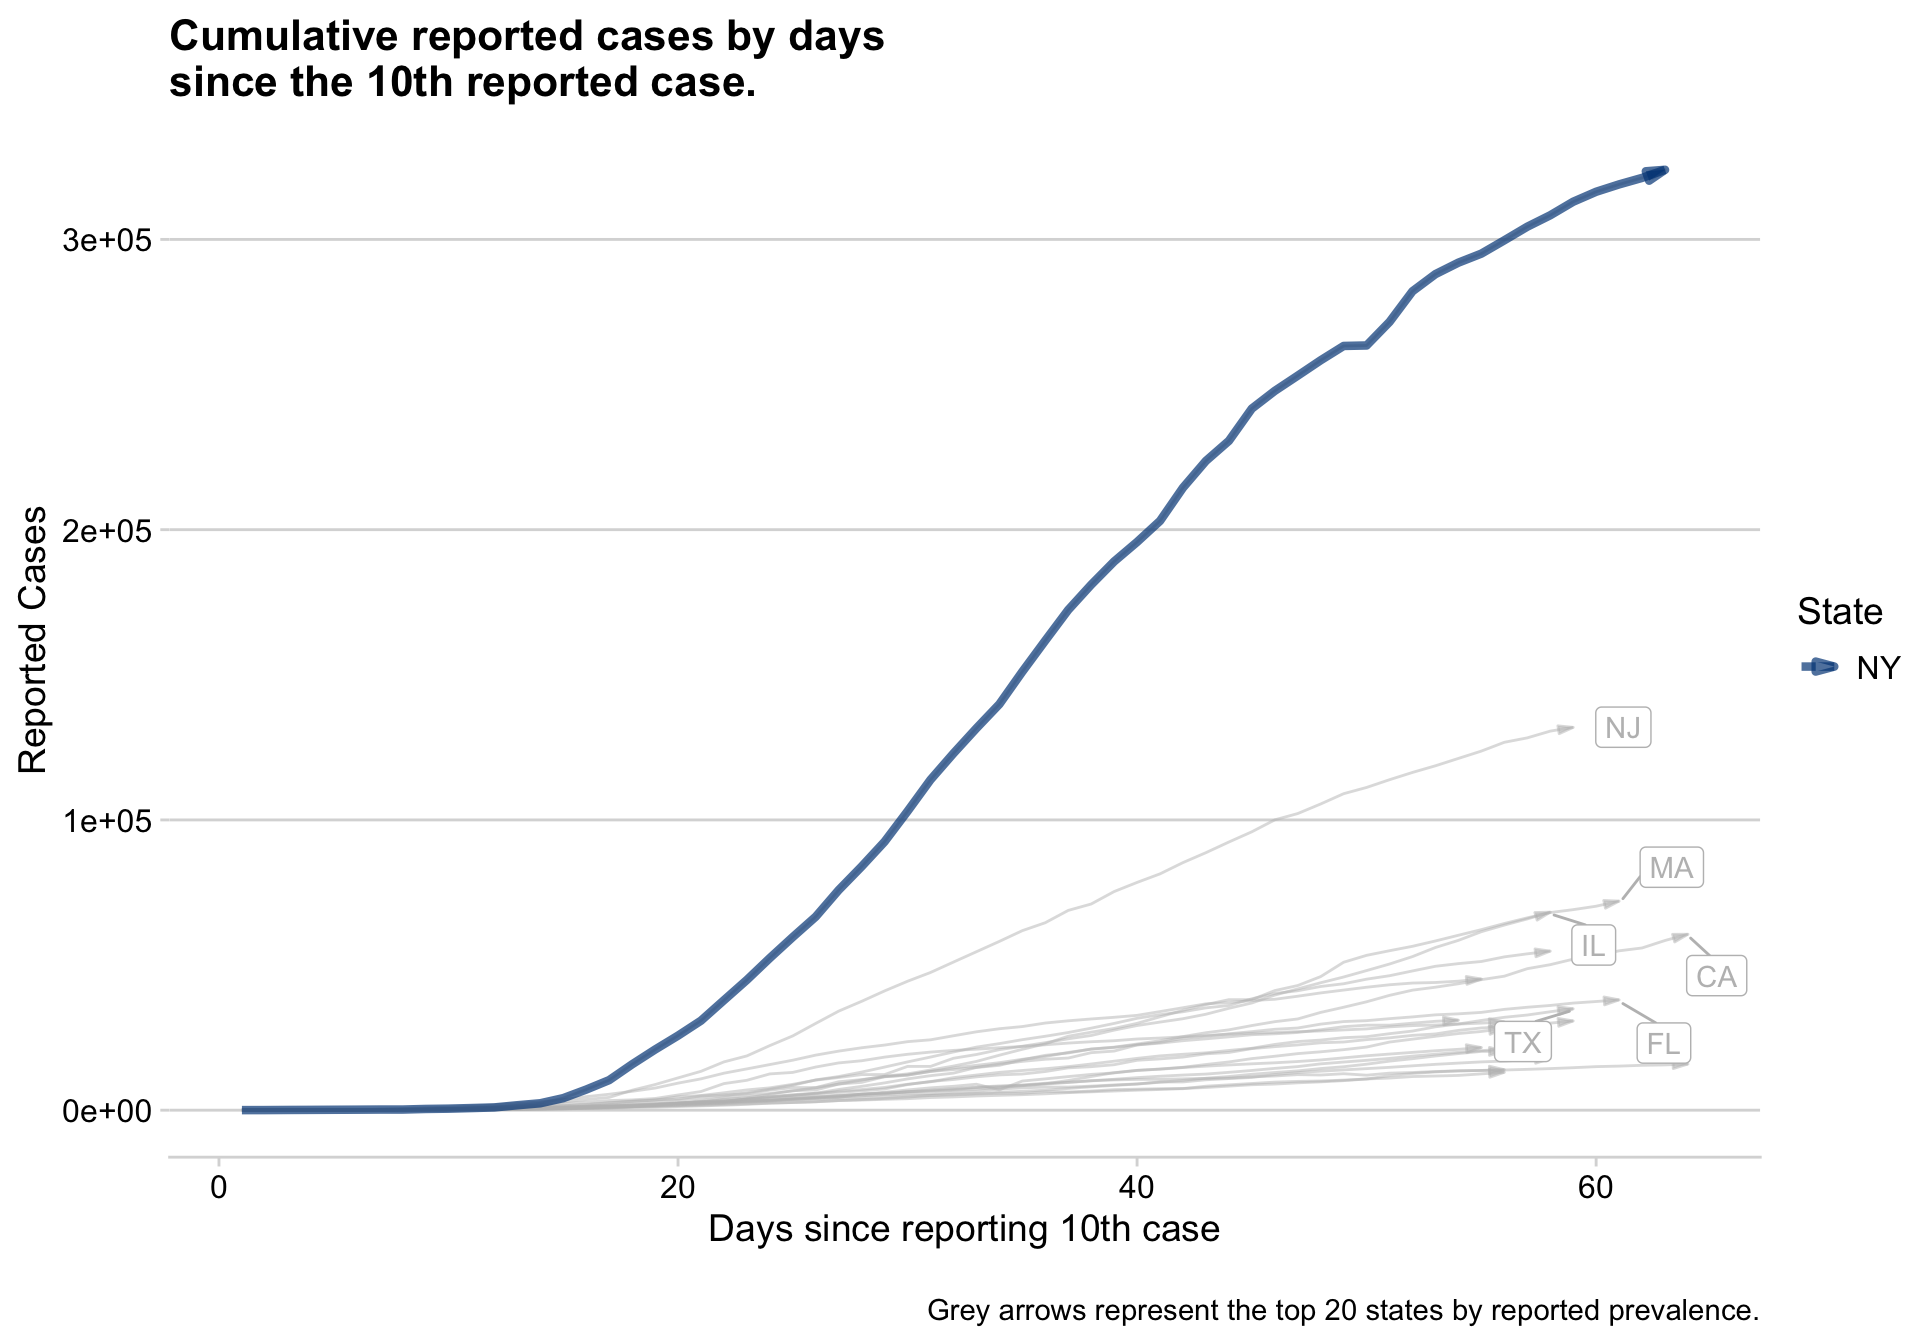 Cumulative reported cases by days
since the 10th reported case.
3e+05
2e+05
1e+05
0e+00
Reported Cases
NJ
MA
IL
CA
TX
FL
State
NY
0
20
40
60
Days since reporting 10th case
Grey arrows represent the top 20 states by reported prevalence.